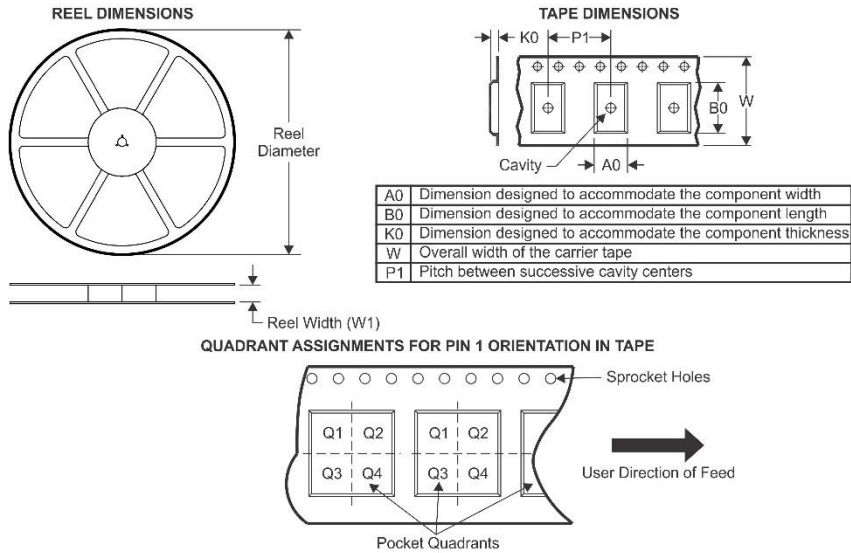 REEL DIMENSIONS
Reel
Diameter
Reel Width (W1)
TAPE DIMENSIONS
K0
P1
B0
W
Cavity
A0
A0 Dimension designed to accommodate the component width
B0 Dimension designed to accommodate the component length
K0 Dimension designed to accommodate the component thickness
W Overall width of the carrier tape
P1 Pitch between successive cavity centers
QUADRANT ASSIGNMENTS FOR PIN 1 ORIENTATION IN TAPE
Sprocket Holes
Q1 Q2 Q1 Q2
Q3 Q4 Q3 Q4
User Direction of Feed
Pocket Quadrants